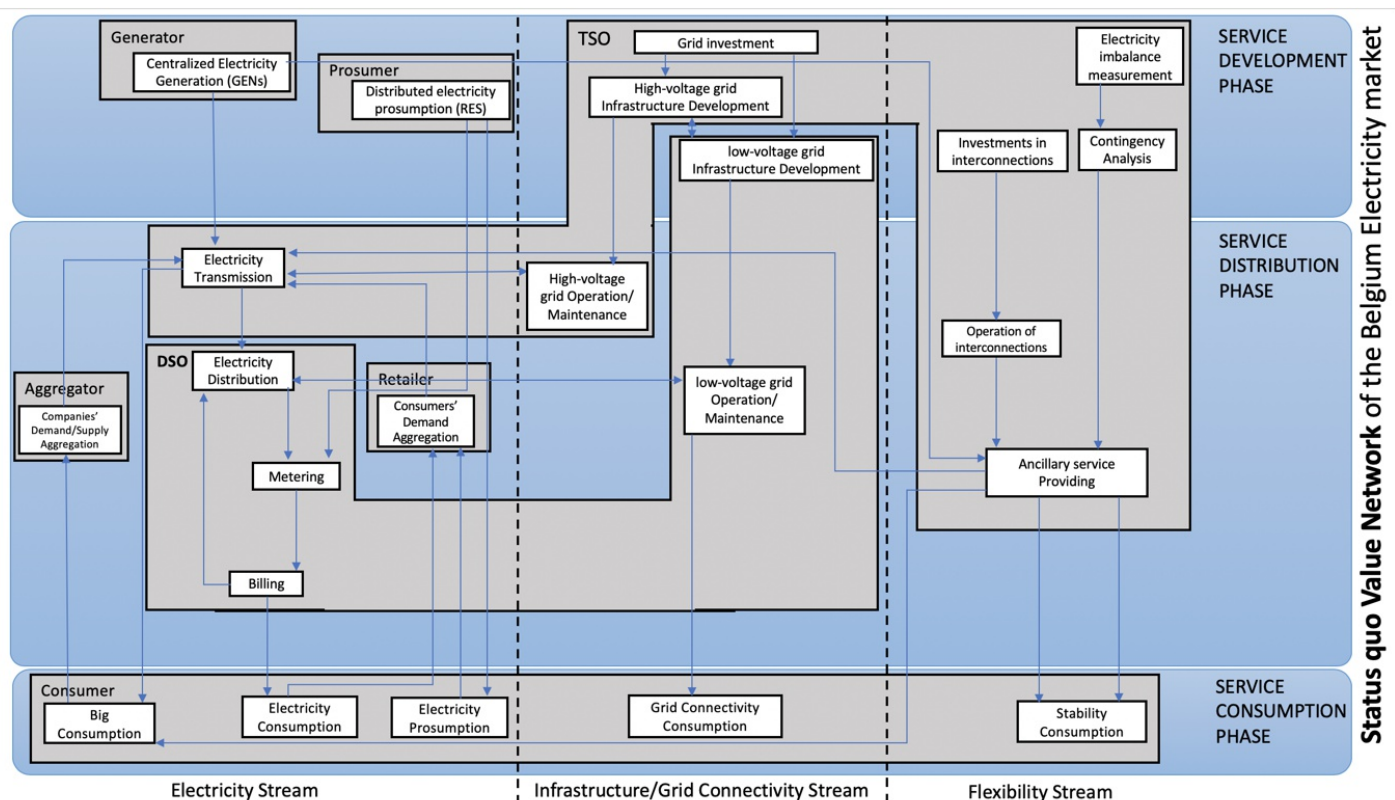 Generator
Centralized Electricity
Generation (GENs)
Prosumer
Distributed electricity
prosumption (RES)
TSO
Grid investment
High-voltage grid
Infrastructure Development
low-voltage grid
Infrastructure Development
Electricity
imbalance
measurement
Investments in
interconnections
Contingency
Analysis
SERVICE
DEVELOPMENT
PHASE
Electricity
Transmission
High-voltage
grid Operation/
Maintenance
Operation of
interconnections
SERVICE
DISTRIBUTION
PHASE
DSO
Electricity
Distribution
Retailer
Consumers'
Demand
Aggregation
low-voltage grid
Operation/
Maintenance
Aggregator
Companies'
Demand/Supply
Aggregation
Metering
Ancillary service
Providing
Billing
Consumer
Big
Consumption
Electricity
Consumption
Electricity
Prosumption
Grid Connectivity
Consumption
Stability
Consumption
SERVICE
CONSUMPTION
PHASE
Electricity Stream
Infrastructure/Grid Connectivity Stream
Flexibility Stream
Status quo Value Network of the Belgium Electricity market